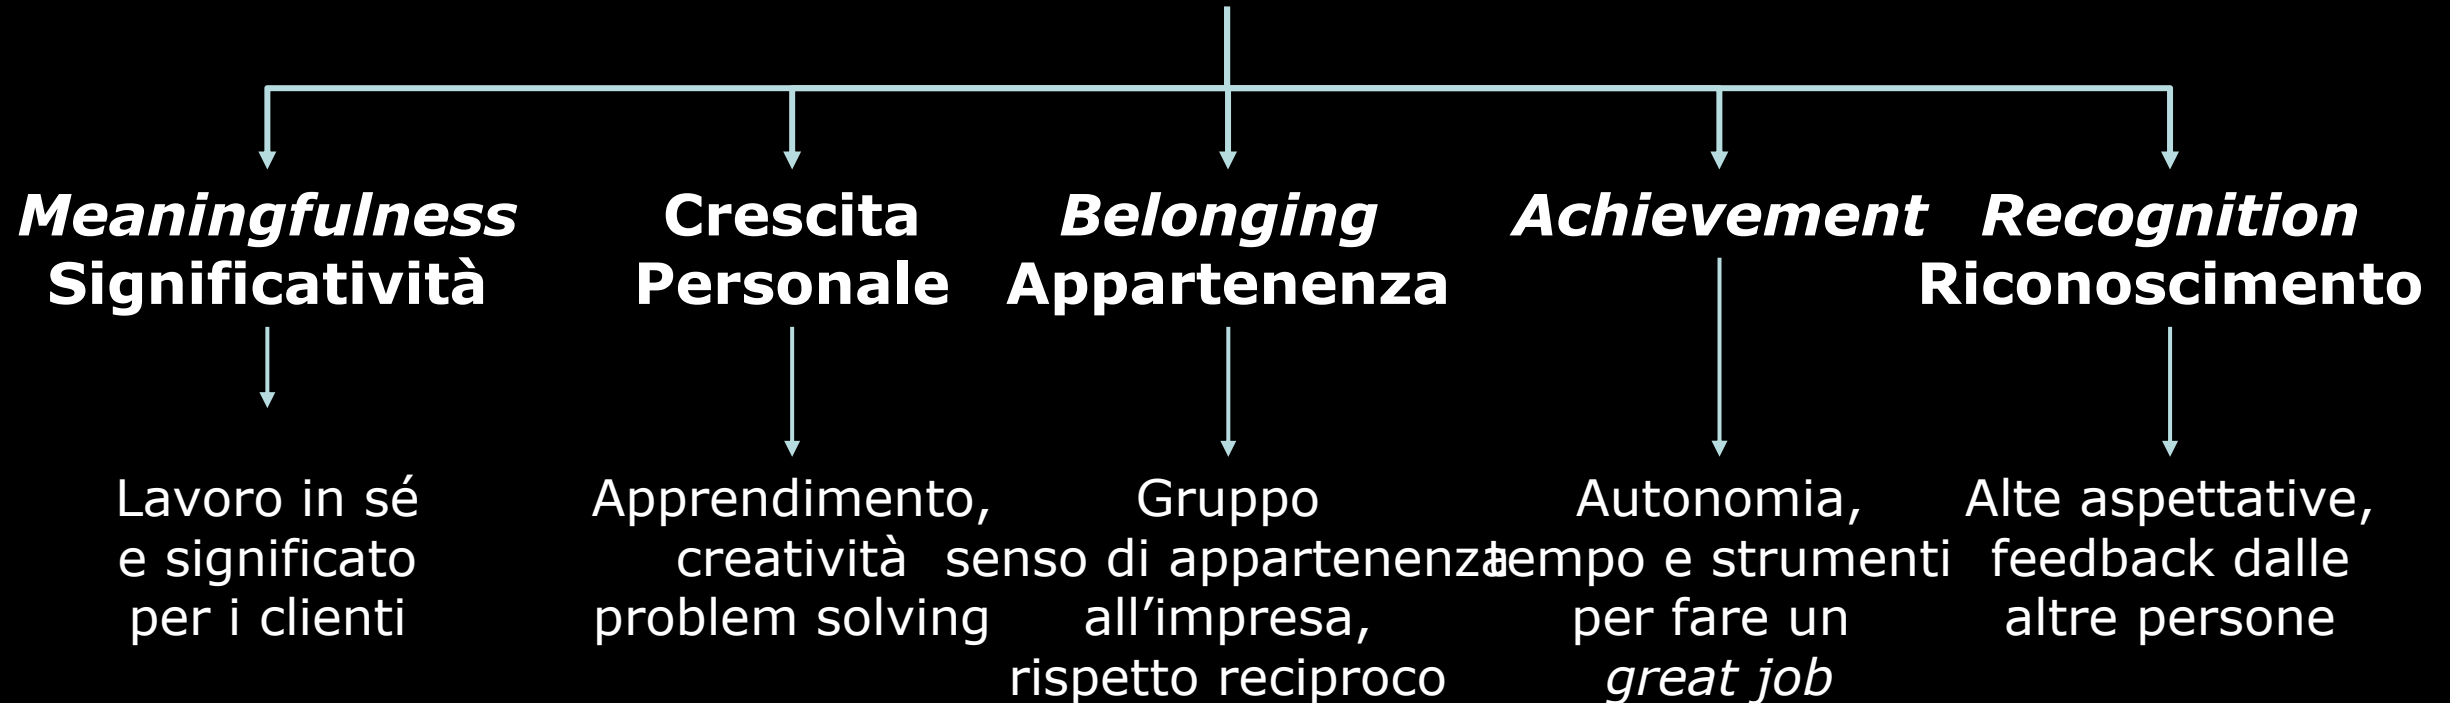 Meaningfulness
Significatività
Crescita
Personale
Belonging
Appartenenza
Achievement
Recognition
Riconoscimento
Lavoro in sé
e significato
per i clienti
Apprendimento,
creatività
problem solving
Gruppo
senso di appartenenza
all’impresa,
rispetto reciproco
Autonomia,
tempo e strumenti
per fare un
great job
Alte aspettative,
feedback dalle
altre persone